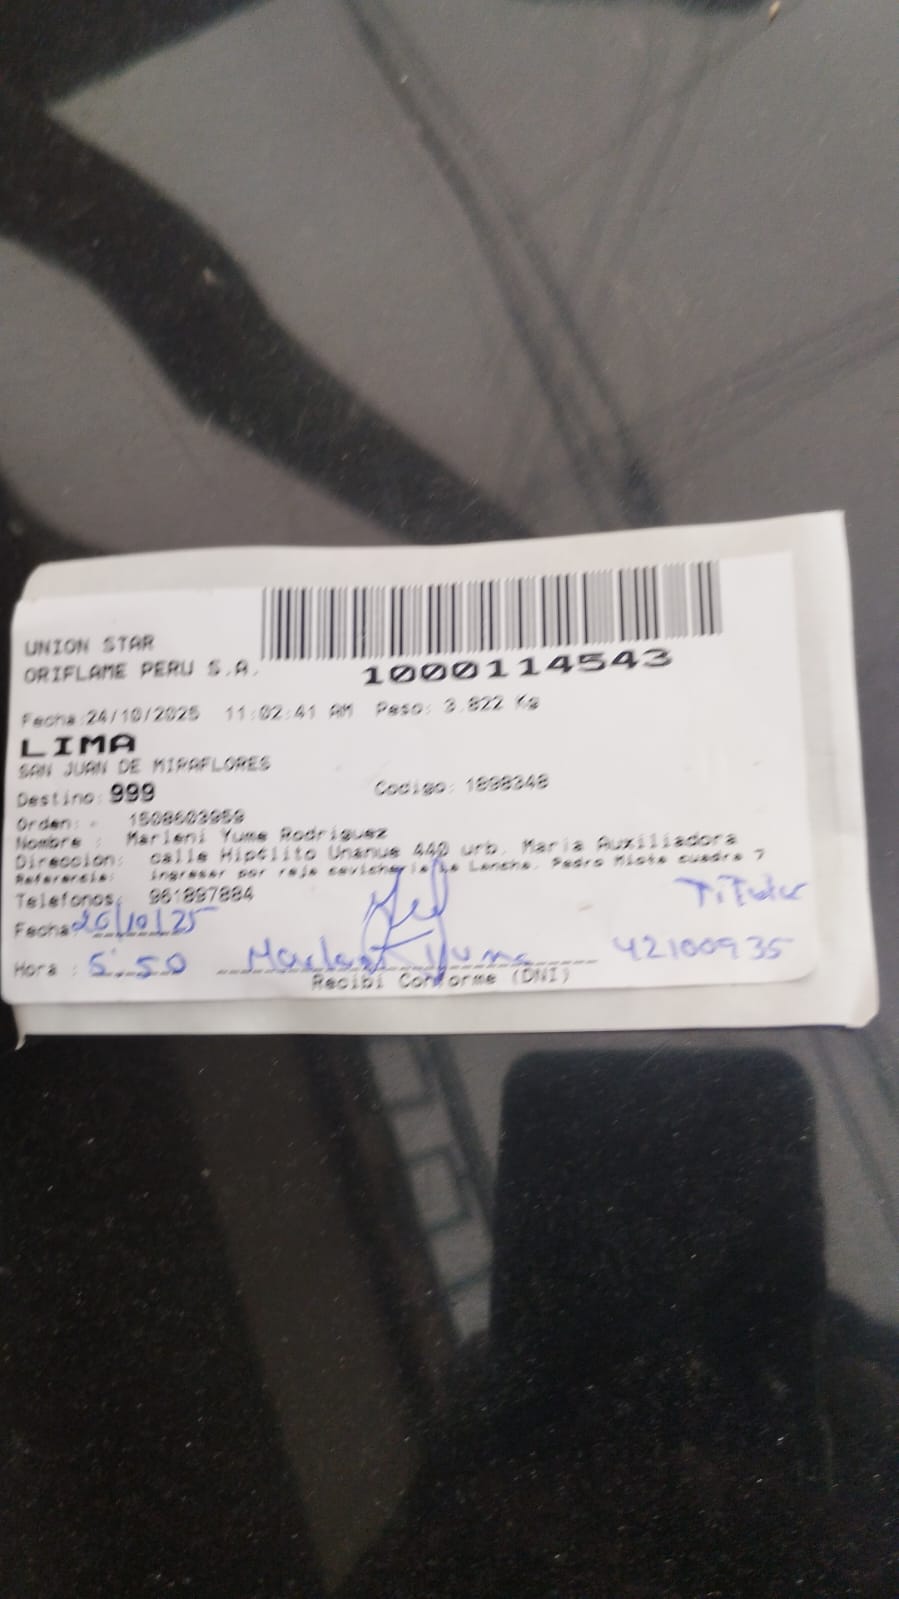 UNION STAR
ORIFLAME PERU S.A.
1000114543
Fecha:24/10/2025 11:02:41 AM Peso: 3.822 Kg
LIMA
SAN JUAN DE MIRAFLORES
Destino: 999 Codigo: 1898348
Orden: - 1508603959
Nombre : Marleni Yume Rodriguez
Direccion: calle Hipólito Unanue 440 urb. Maria Auxiliadora
Referencia: Ingresar por reja cevicheria La Lancha. Pedro Miota cuadra 7
Telefonos: 961897884
Titular
Fecha 26/10/25
Hora : 5:50 Yume 42100935
Recibi Conforme (DNI)